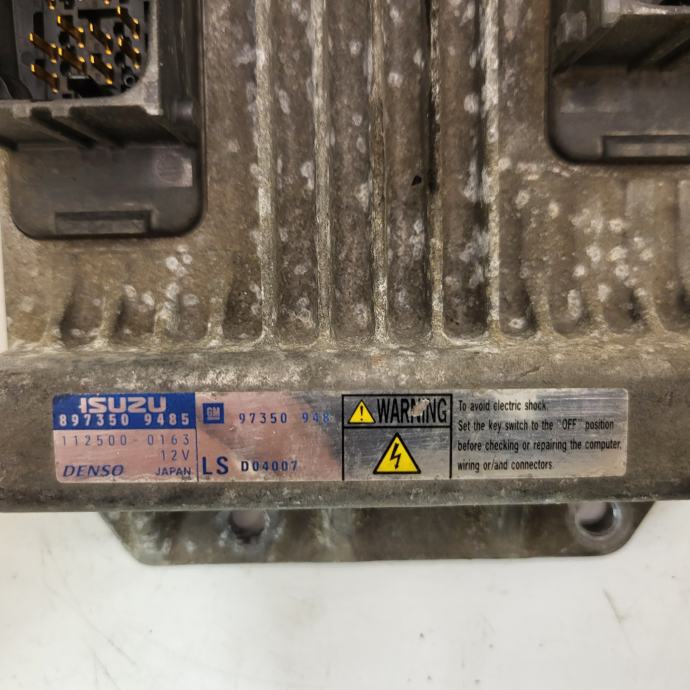 ISUZU
897350 9485
112500-0163
12V
DENSO JAPAN
GM 97350 948
LS D04007
WARNING
To avoid electric shock.
Set the key switch to the "OFF" position
before checking or repairing the computer,
wiring or/and connectors.